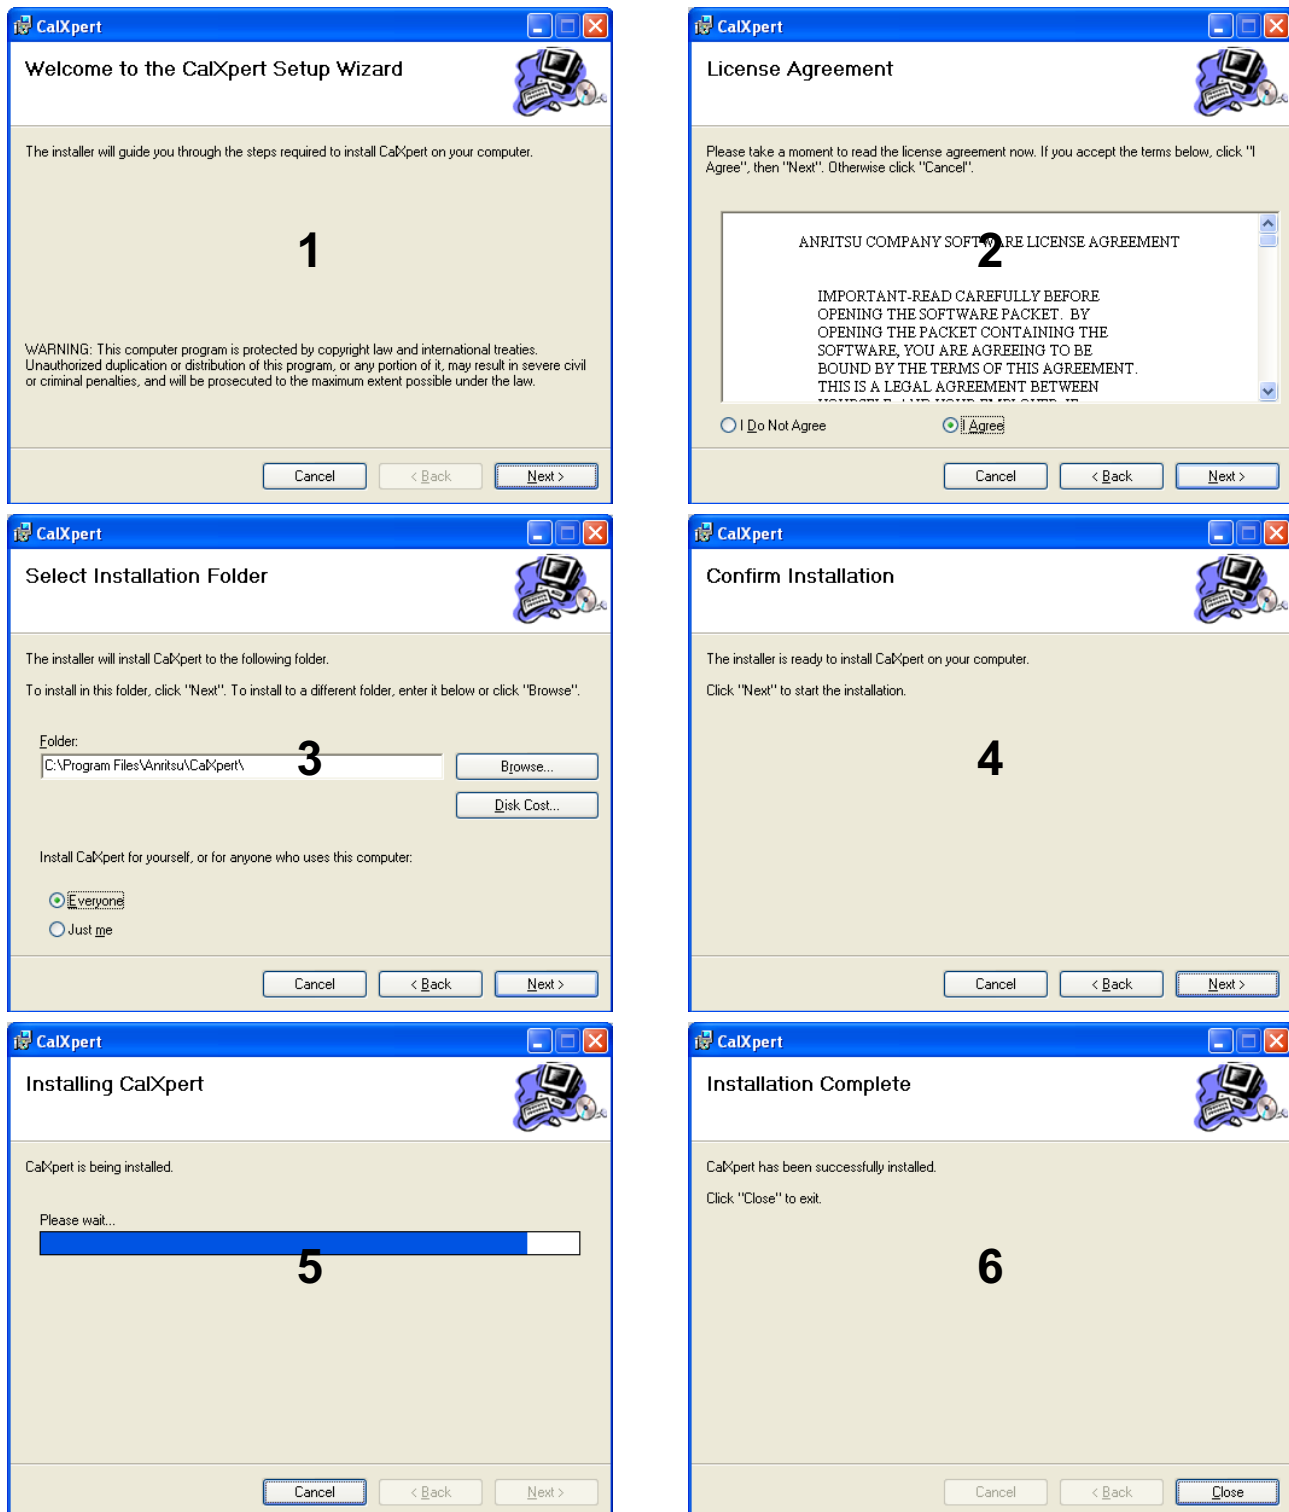 CalXpert
Welcome to the CalXpert Setup Wizard
The installer will guide you through the steps required to install CalXpert on your computer.
1
WARNING: This computer program is protected by copyright law and international treaties.
Unauthorized duplication or distribution of this program, or any portion of it, may result in severe civil
or criminal penalties, and will be prosecuted to the maximum extent possible under the law.
Cancel
< Back
Next >
CalXpert
License Agreement
Please take a moment to read the license agreement now. If you accept the terms below, click "I
Agree", then "Next". Otherwise click "Cancel".
ANRITSU COMPANY SOFTWARE LICENSE AGREEMENT
2
IMPORTANT-READ CAREFULLY BEFORE
OPENING THE SOFTWARE PACKET. BY
OPENING THE PACKET CONTAINING THE
SOFTWARE, YOU ARE AGREEING TO BE
BOUND BY THE TERMS OF THIS AGREEMENT.
THIS IS A LEGAL AGREEMENT BETWEEN
I Do Not Agree
I Agree
Cancel
< Back
Next >
CalXpert
Select Installation Folder
The installer will install CalXpert to the following folder.
To install in this folder, click "Next". To install to a different folder, enter it below or click "Browse".
Folder:
C:\Program Files\Anritsu\CalXpert\
3
Browse...
Disk Cost...
Install CalXpert for yourself, or for anyone who uses this computer:
Everyone
Just me
Cancel
< Back
Next >
CalXpert
Confirm Installation
The installer is ready to install CalXpert on your computer.
Click "Next" to start the installation.
4
Cancel
< Back
Next >
CalXpert
Installing CalXpert
CalXpert is being installed.
Please wait...
5
Cancel
< Back
Next >
CalXpert
Installation Complete
CalXpert has been successfully installed.
Click "Close" to exit.
6
Cancel
< Back
Close